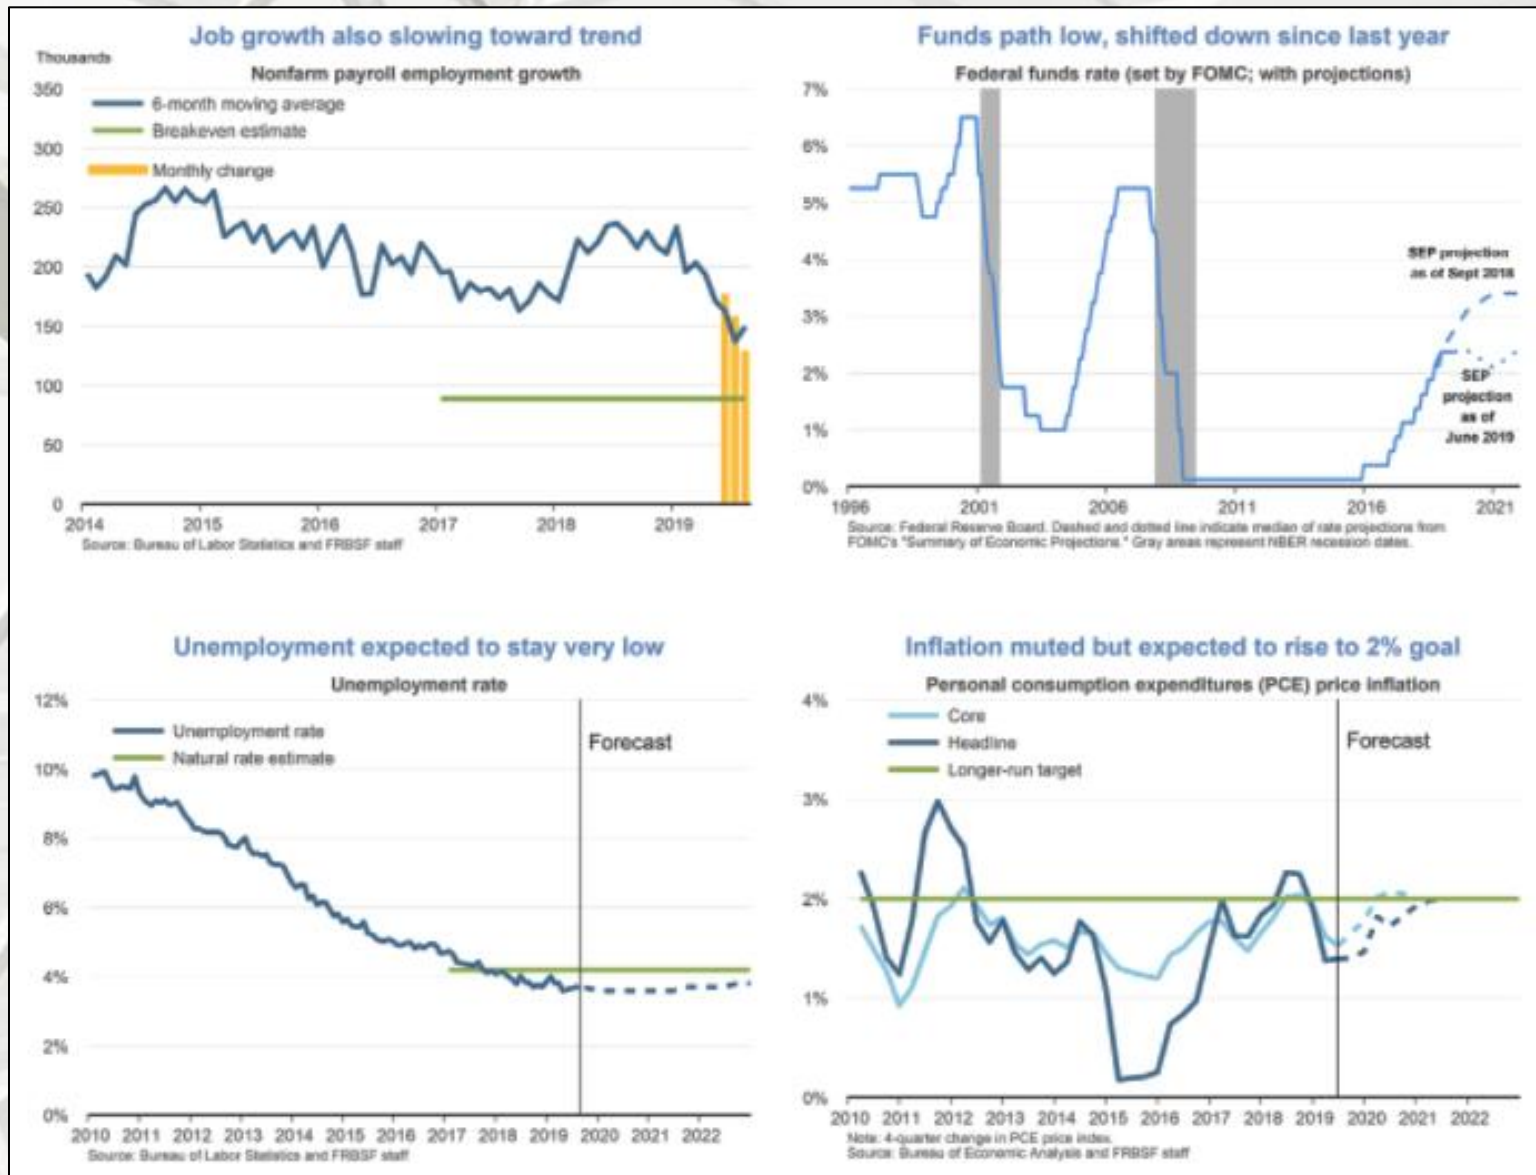 Job growth also slowing toward trend
Thousands
Nonfarm payroll employment growth
350
300
250
200
150
100
50
0
6-month moving average
Breakeven estimate
Monthly change
2014 2015 2016 2017 2018 2019
Source: Bureau of Labor Statistics and FRBSF staff
Funds path low, shifted down since last year
Federal funds rate (set by FOMC; with projections)
7%
6%
5%
4%
3%
2%
1%
0%
SEP projection
as of Sept 2018
SEP
projection
as of
June 2019
1996 2001 2006 2011 2016 2021
Source: Federal Reserve Board. Dashed and dotted line indicate median of rate projections from
FOMC's "Summary of Economic Projections." Gray areas represent NBER recession dates.
Unemployment expected to stay very low
Unemployment rate
12%
10%
8%
6%
4%
2%
0%
Unemployment rate
Natural rate estimate
Forecast
2010 2011 2012 2013 2014 2015 2016 2017 2018 2019 2020 2021 2022
Source: Bureau of Labor Statistics and FRBSF staff
Inflation muted but expected to rise to 2% goal
Personal consumption expenditures (PCE) price inflation
4%
3%
2%
1%
0%
Core
Headline
Longer-run target
Forecast
2010 2011 2012 2013 2014 2015 2016 2017 2018 2019 2020 2021 2022
Note: 4-quarter change in PCE price index.
Source: Bureau of Economic Analysis and FRBSF staff